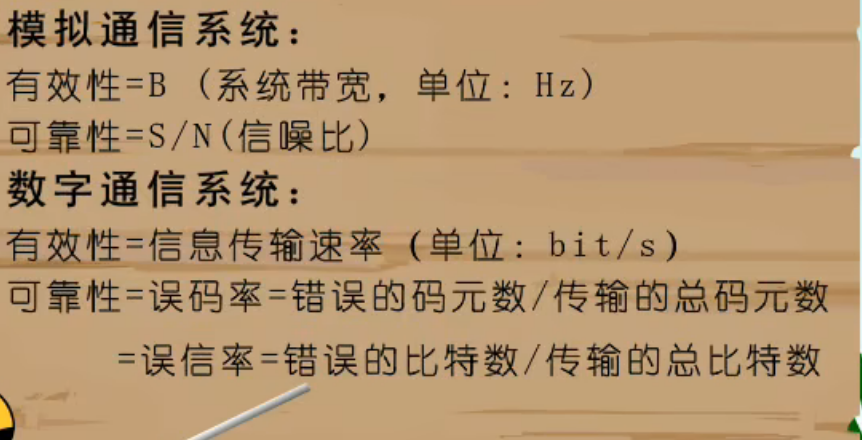 模拟通信系统：
有效性=B （系统带宽，单位：Hz）
可靠性=S/N(信噪比)
数字通信系统：
有效性=信息传输速率（单位：bit/s）
可靠性=误码率=错误的码元数/传输的总码元数
=误信率=错误的比特数/传输的总比特数